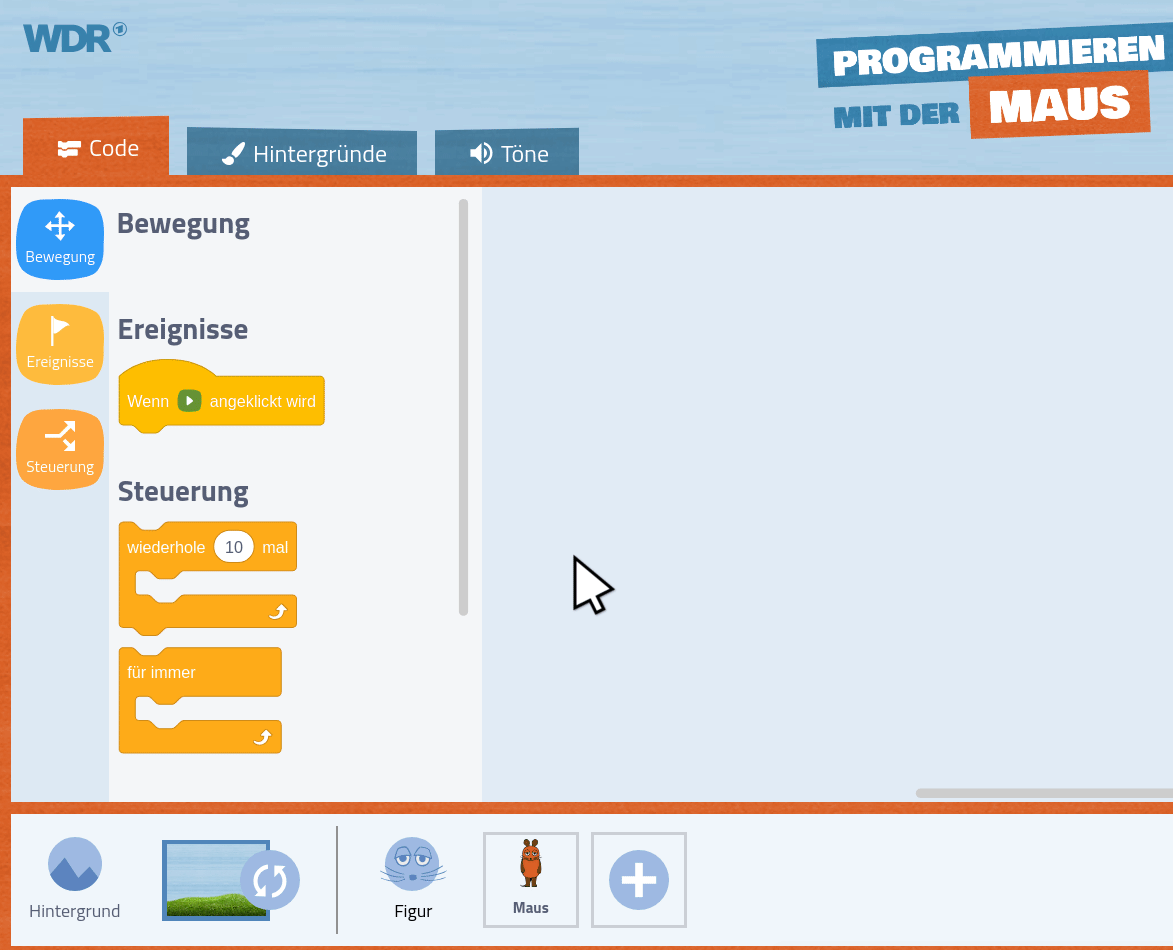 WDR
PROGRAMMIEREN
MIT DER MAUS
Code
Hintergründe
Töne
Bewegung
Ereignisse
Steuerung
Bewegung
Ereignisse
Wenn angeklickt wird
Steuerung
wiederhole 10 mal
für immer
Hintergrund
Figur
Maus